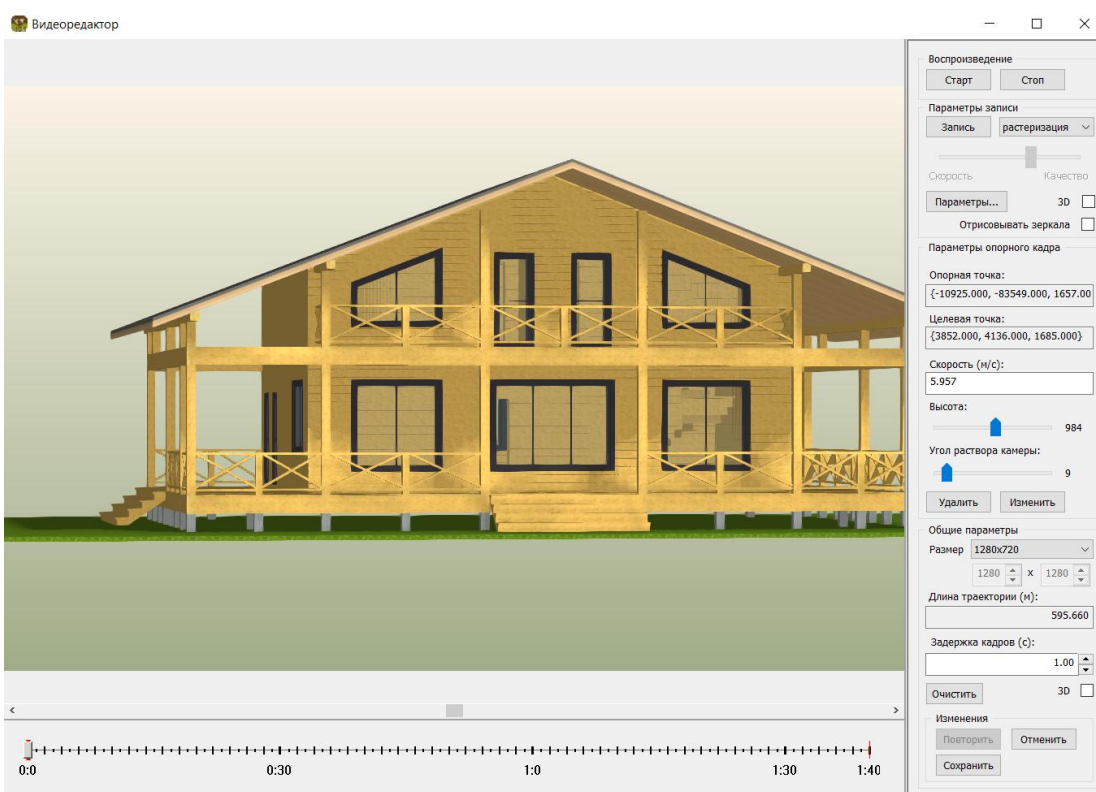 Видеоредактор
Воспроизведение
Старт Стоп
Параметры записи
Запись растеризация
Скорость Качество
Параметры... 3D
Отрисовывать зеркала
Параметры опорного кадра
Опорная точка:
{-10925.000, -83549.000, 1657.00
Целевая точка:
{3852.000, 4136.000, 1685.000}
Скорость (м/с):
5.957
Высота:
984
Угол раствора камеры:
9
Удалить Изменить
Общие параметры
Размер 1280x720
1280 x 1280
Длина траектории (м):
595.660
Задержка кадров (с):
1.00
Очистить 3D
Изменения
Повторить Отменить
Сохранить
0:0 0:30 1:0 1:30 1:40